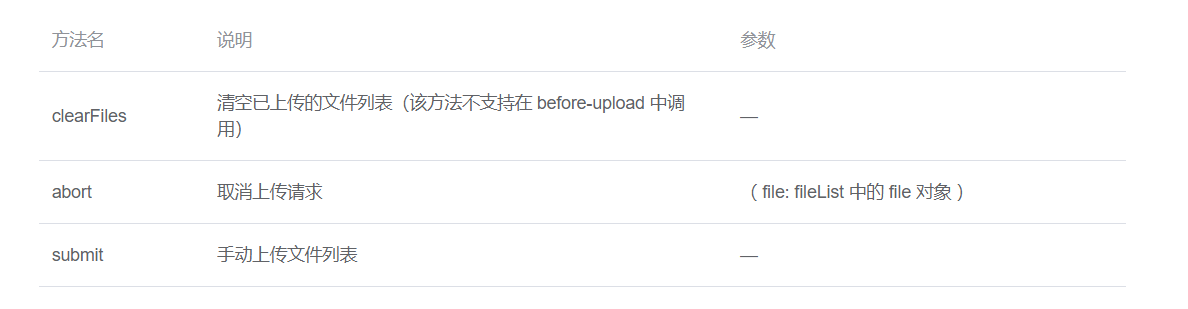 方法名 说明 参数
clearFiles 清空已上传的文件列表（该方法不支持在 before-upload 中调
用） —
abort 取消上传请求 （ file: fileList 中的 file 对象 ）
submit 手动上传文件列表 —